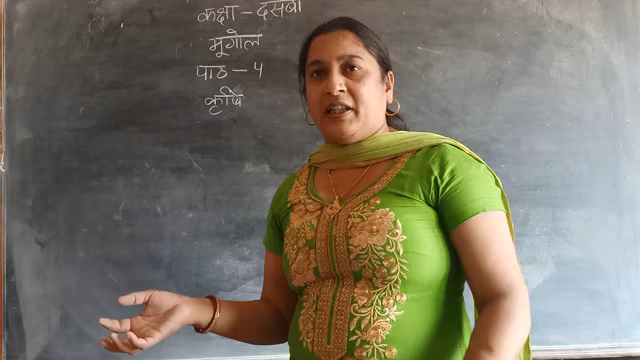 कक्षा – दसवी
भूगोल
पाठ – 4
कृषि